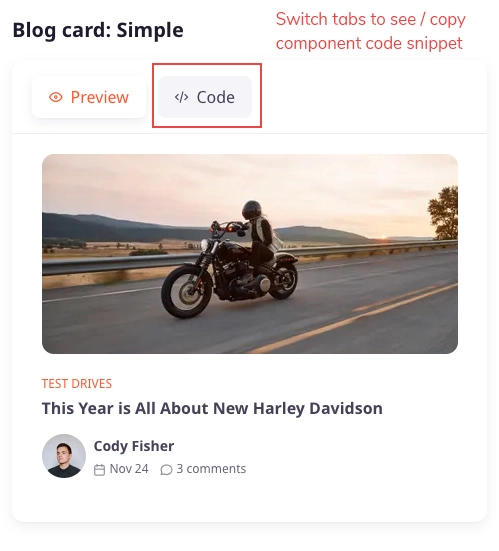 Blog card: Simple
Switch tabs to see / copy
component code snippet
Preview
</> Code
TEST DRIVES
This Year is All About New Harley Davidson
Cody Fisher
Nov 24 3 comments